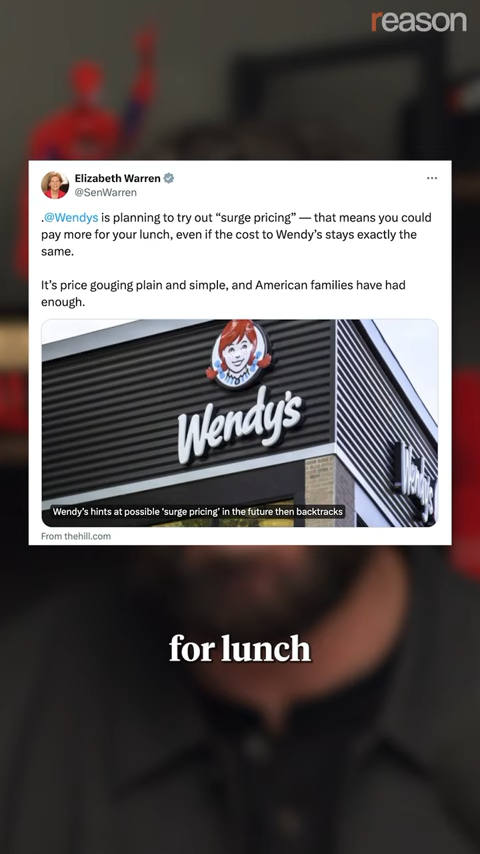 reason
Elizabeth Warren
@SenWarren
.@Wendys is planning to try out “surge pricing” — that means you could
pay more for your lunch, even if the cost to Wendy’s stays exactly the
same.
It’s price gouging plain and simple, and American families have had
enough.
Wendy's
Wendy's
Wendy’s hints at possible ‘surge pricing’ in the future then backtracks
From thehill.com
for lunch